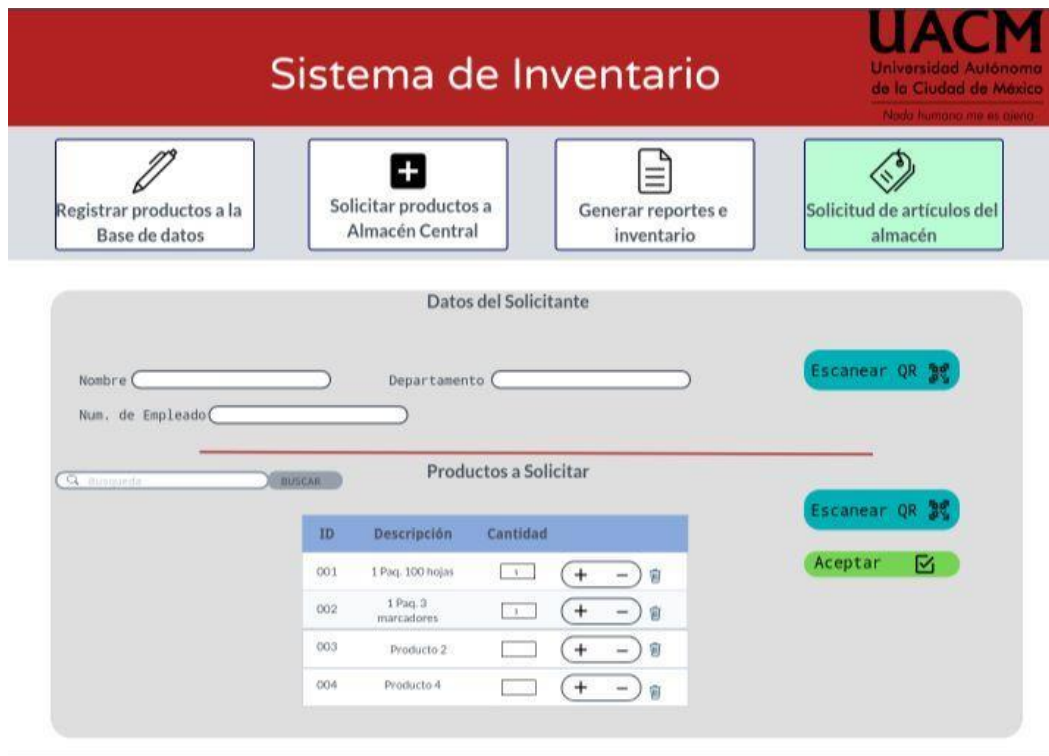 UACM
Universidad Autónoma
de la Ciudad de México
Nada humano me es ajeno
Sistema de Inventario
Registrar productos a la
Base de datos
Solicitar productos a
Almacén Central
Generar reportes e
inventario
Solicitud de artículos del
almacén
Datos del Solicitante
Nombre
Departamento
Escanear QR
Num. de Empleado
Productos a Solicitar
Busqueda
BUSCAR
Escanear QR
Aceptar
ID Descripción Cantidad
001 1 Paq. 100 hojas 1 + −
002 1 Paq. 3
marcadores 1 + −
003 Producto 2 + −
004 Producto 4 + −